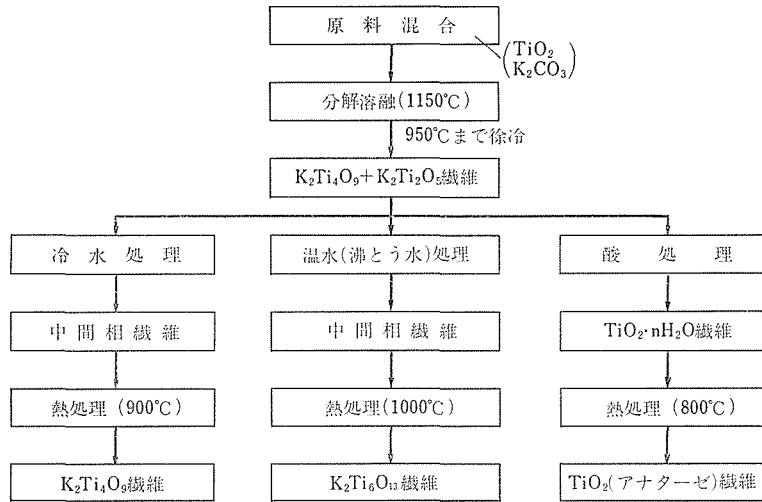 原料混合
(TiO₂
K₂CO₃)
分解溶融(1150℃)
950℃まで徐冷
K₂Ti₄O₉+K₂Ti₂O₅繊維
冷水処理
温水(沸とう水)処理
酸処理
中間相繊維
中間相繊維
TiO₂·nH₂O繊維
熱処理(900℃)
熱処理(1000℃)
熱処理(800℃)
K₂Ti₄O₉繊維
K₂Ti₆O₁₃繊維
TiO₂(アナターゼ)繊維